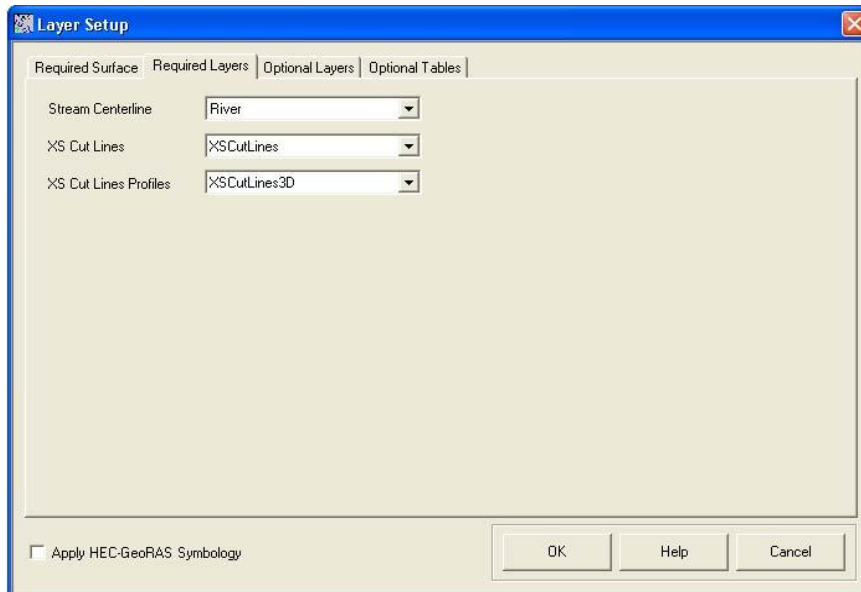 Layer Setup
Required Surface Required Layers Optional Layers Optional Tables
Stream Centerline River
XS Cut Lines XSCutLines
XS Cut Lines Profiles XSCutLines3D
Apply HEC-GeoRAS Symbology OK Help Cancel